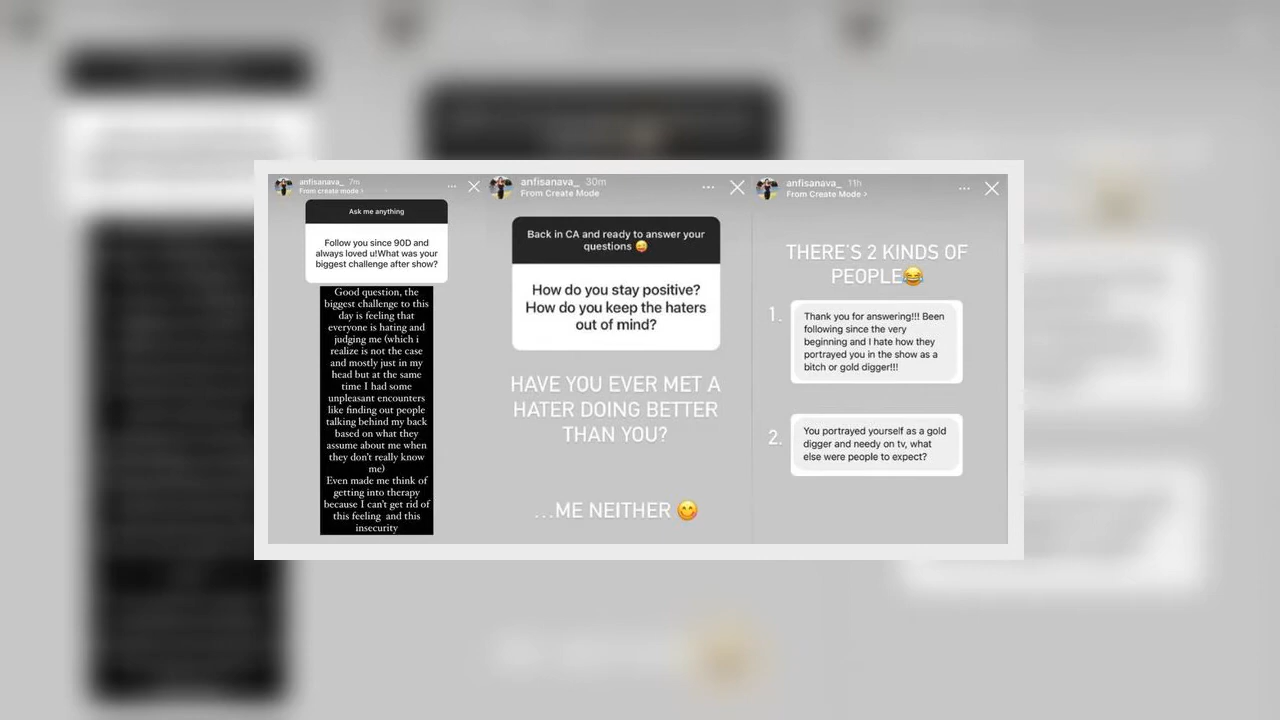 anfisanava_ 7m
From create mode >
Ask me anything
Follow you since 90D and
always loved u!What was your
biggest challenge after show?
Good question, the
biggest challenge to this
day is feeling that
everyone is hating and
judging me (which i
realize is not the case
and mostly just in my
head but at the same
time I had some
unpleasant encounters
like finding out people
talking behind my back
based on what they
assume about me when
they don't really know
me)
Even made me think of
getting into therapy
because I can't get rid of
this feeling and this
insecurity
anfisanava_ 30m
From Create Mode
Back in CA and ready to answer your
questions 😜
How do you stay positive?
How do you keep the haters
out of mind?
HAVE YOU EVER MET A
HATER DOING BETTER
THAN YOU?
...ME NEITHER 😋
anfisanava_ 11h
From Create Mode >
THERE'S 2 KINDS OF
PEOPLE😂
1.
Thank you for answering!!! Been
following since the very
beginning and I hate how they
portrayed you in the show as a
bitch or gold digger!!!
2.
You portrayed yourself as a gold
digger and needy on tv, what
else were people to expect?